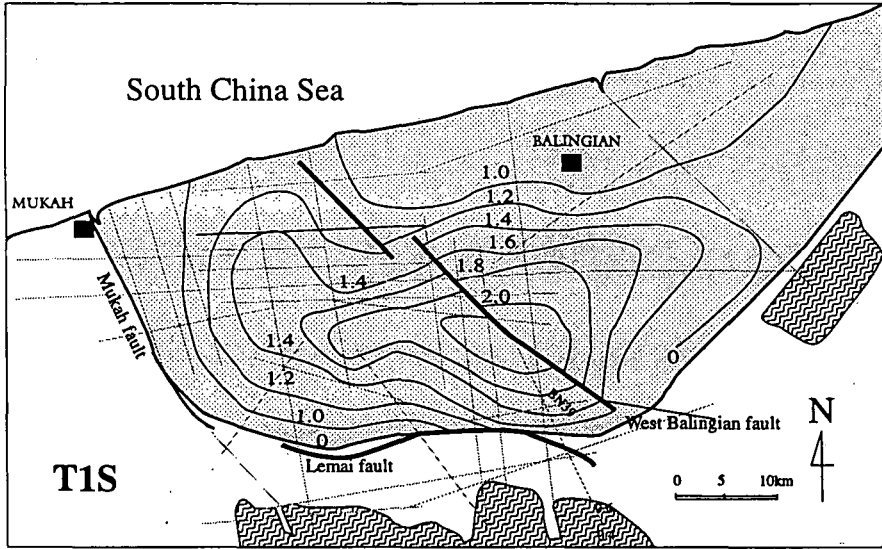 South China Sea
BALINGIAN
MUKAH
1.0
1.2
1.4
1.6
1.8
1.4
2.0
Mukah fault
1.4
1.2
0
1.0
0
West Balingian fault
Lemai fault
T1S
N
0 5 10km